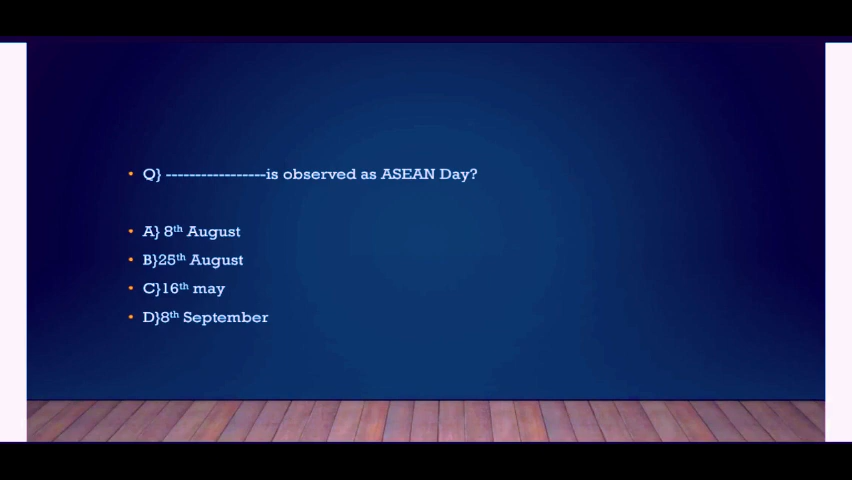 • Q} -----------------is observed as ASEAN Day?
• A} 8th August
• B}25th August
• C}16th may
• D}8th September